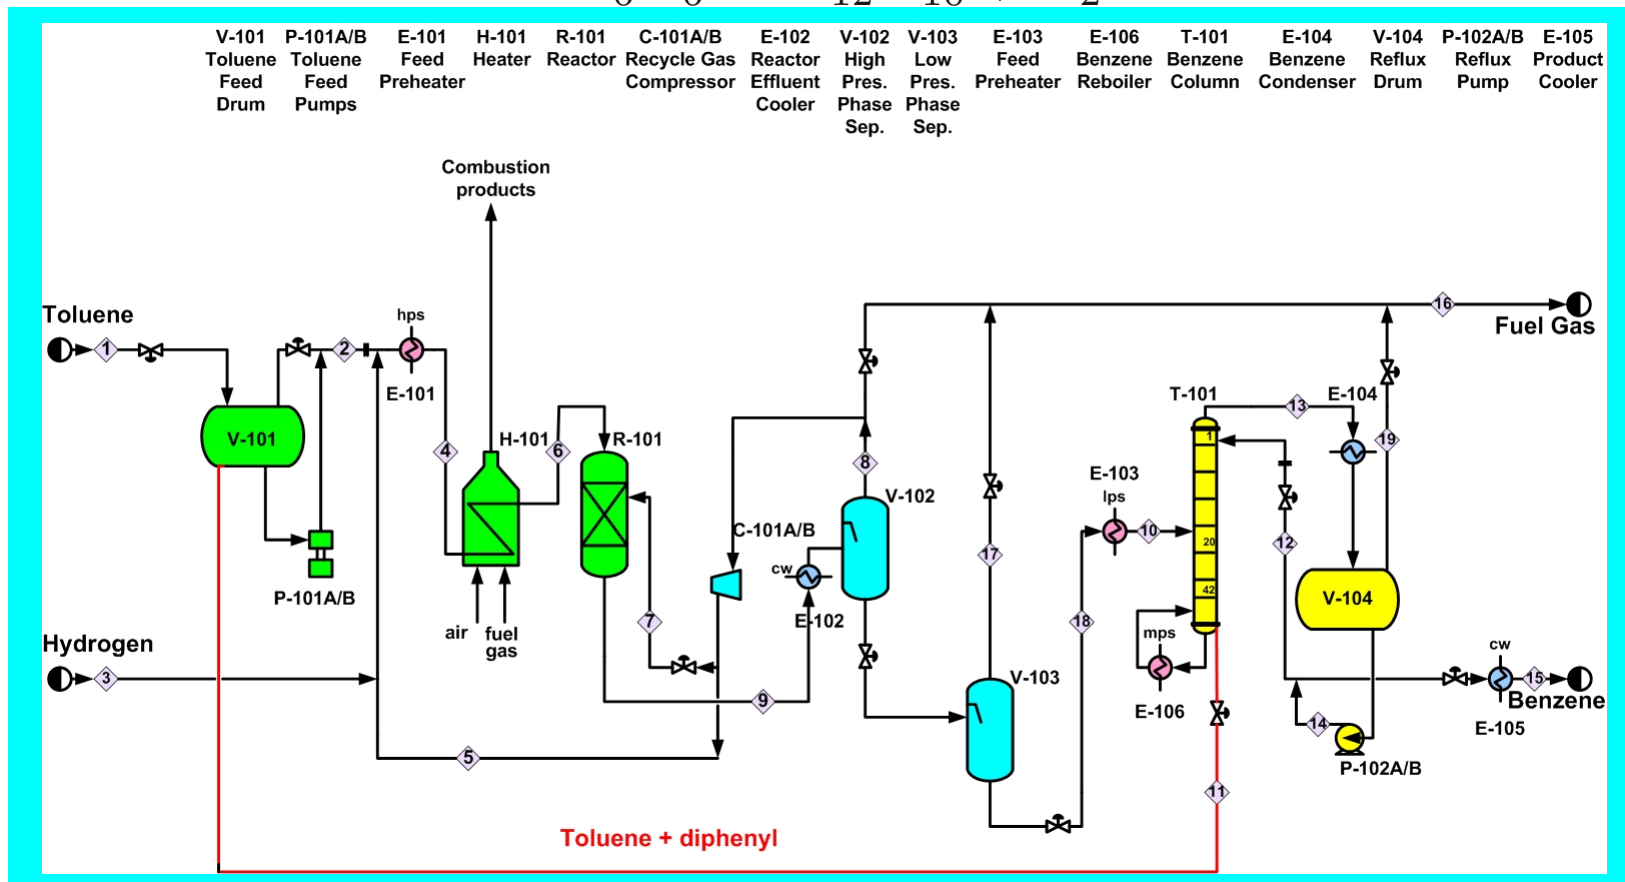 6 6 12 10 2
V-101 P-101A/B E-101 H-101 R-101 C-101A/B E-102 V-102 V-103 E-103 E-106 T-101 E-104 V-104 P-102A/B E-105
Toluene Toluene Feed Heater Reactor Recycle Gas Reactor High Low Feed Benzene Benzene Benzene Reflux Reflux Product
Feed Feed Preheater Compressor Effluent Pres. Pres. Preheater Reboiler Column Condenser Drum Pump Cooler
Drum Pumps Cooler Phase Phase
Sep. Sep.
Combustion
products
Toluene
hps
16
Fuel Gas
1
2
E-101
T-101
E-104
13
V-101
H-101
R-101
1
19
4
6
8
E-103
lps
V-102
C-101A/B
10
20
12
17
cw
42
P-101A/B
V-104
E-102
air
fuel
gas
7
18
mps
Hydrogen
cw
3
V-103
15
Benzene
9
E-106
14
E-105
5
P-102A/B
11
Toluene + diphenyl